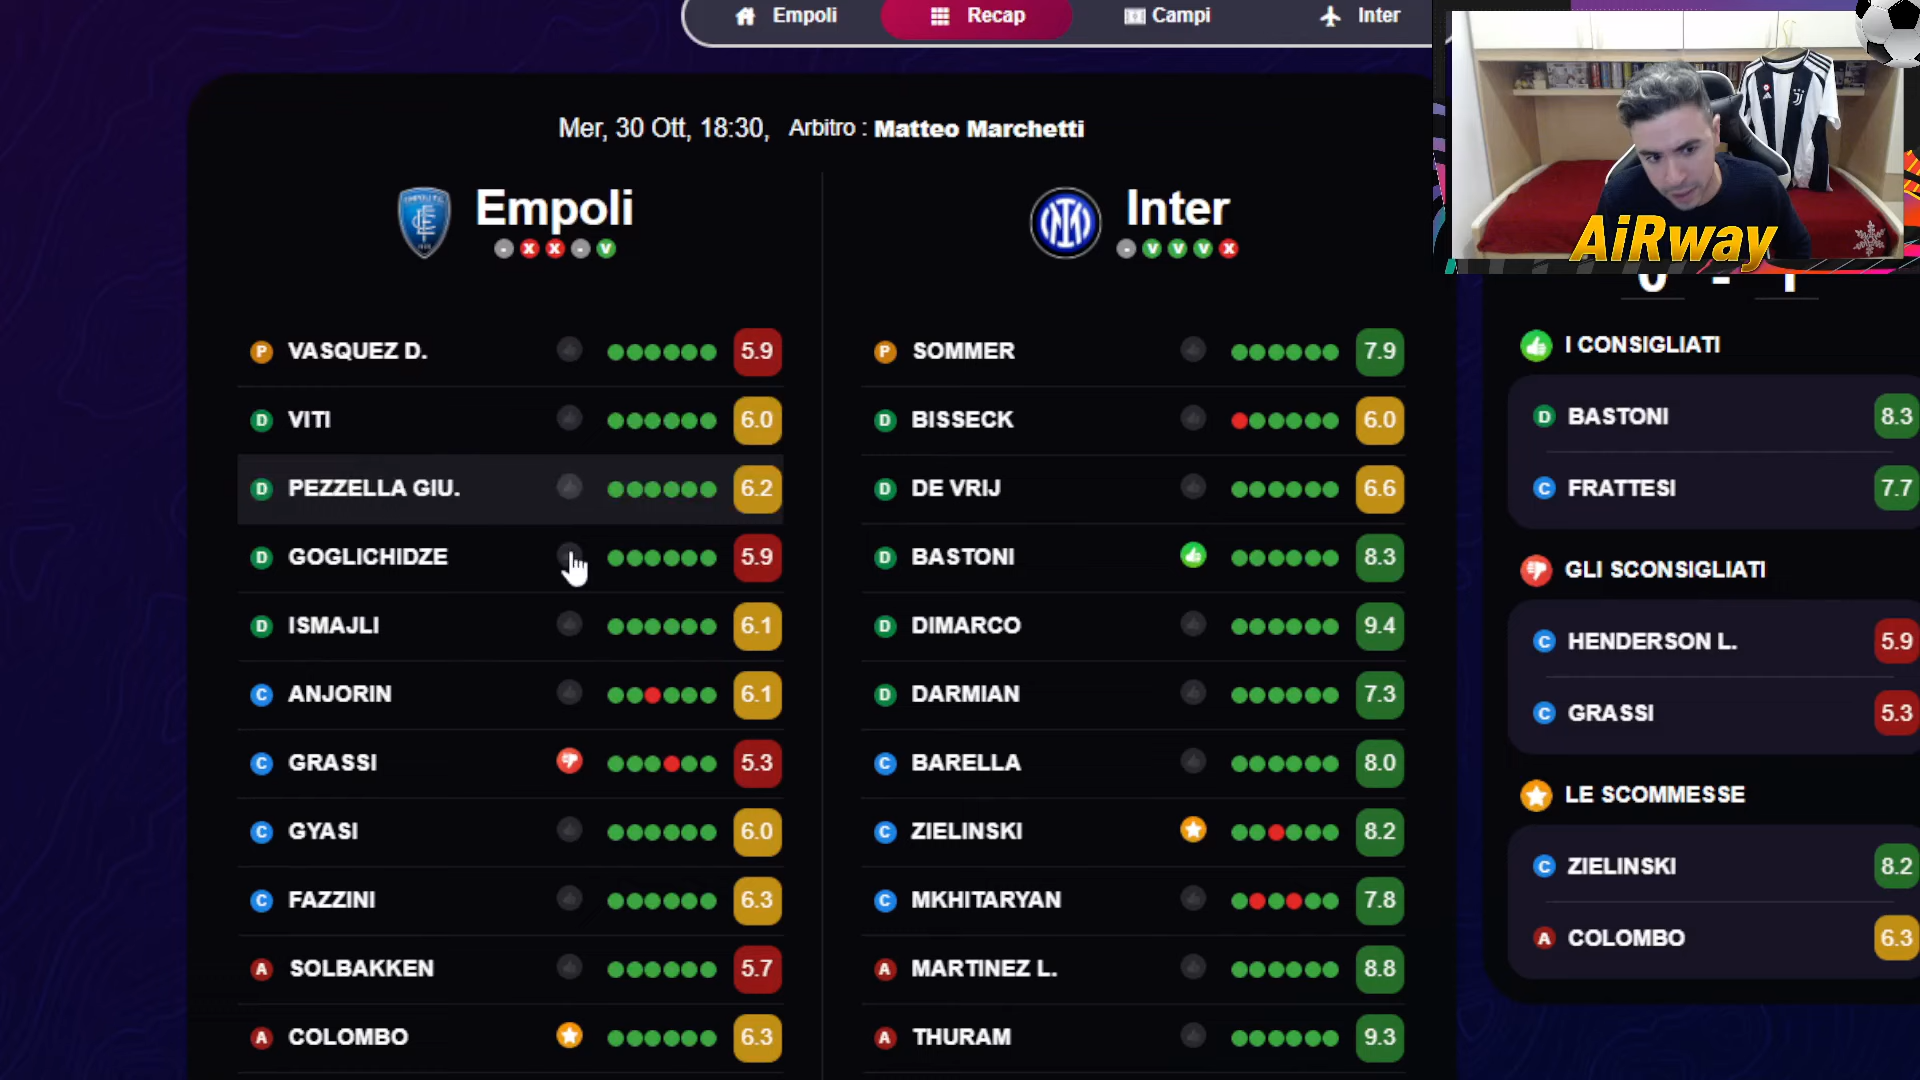 Empoli
Recap
Campi
Inter
Mer, 30 Ott, 18:30, Arbitro : Matteo Marchetti
Empoli
Inter
AiRway
P VASQUEZ D. 5.9
D VITI 6.0
D PEZZELLA GIU. 6.2
D GOGLICHIDZE 5.9
D ISMAJLI 6.1
C ANJORIN 6.1
C GRASSI 5.3
C GYASI 6.0
C FAZZINI 6.3
A SOLBAKKEN 5.7
A COLOMBO 6.3
P SOMMER 7.9
D BISSECK 6.0
D DE VRIJ 6.6
D BASTONI 8.3
D DIMARCO 9.4
D DARMIAN 7.3
C BARELLA 8.0
C ZIELINSKI 8.2
C MKHITARYAN 7.8
A MARTINEZ L. 8.8
A THURAM 9.3
I CONSIGLIATI
D BASTONI 8.3
C FRATTESI 7.7
GLI SCONSIGLIATI
C HENDERSON L. 5.9
C GRASSI 5.3
LE SCOMMESSE
C ZIELINSKI 8.2
A COLOMBO 6.3